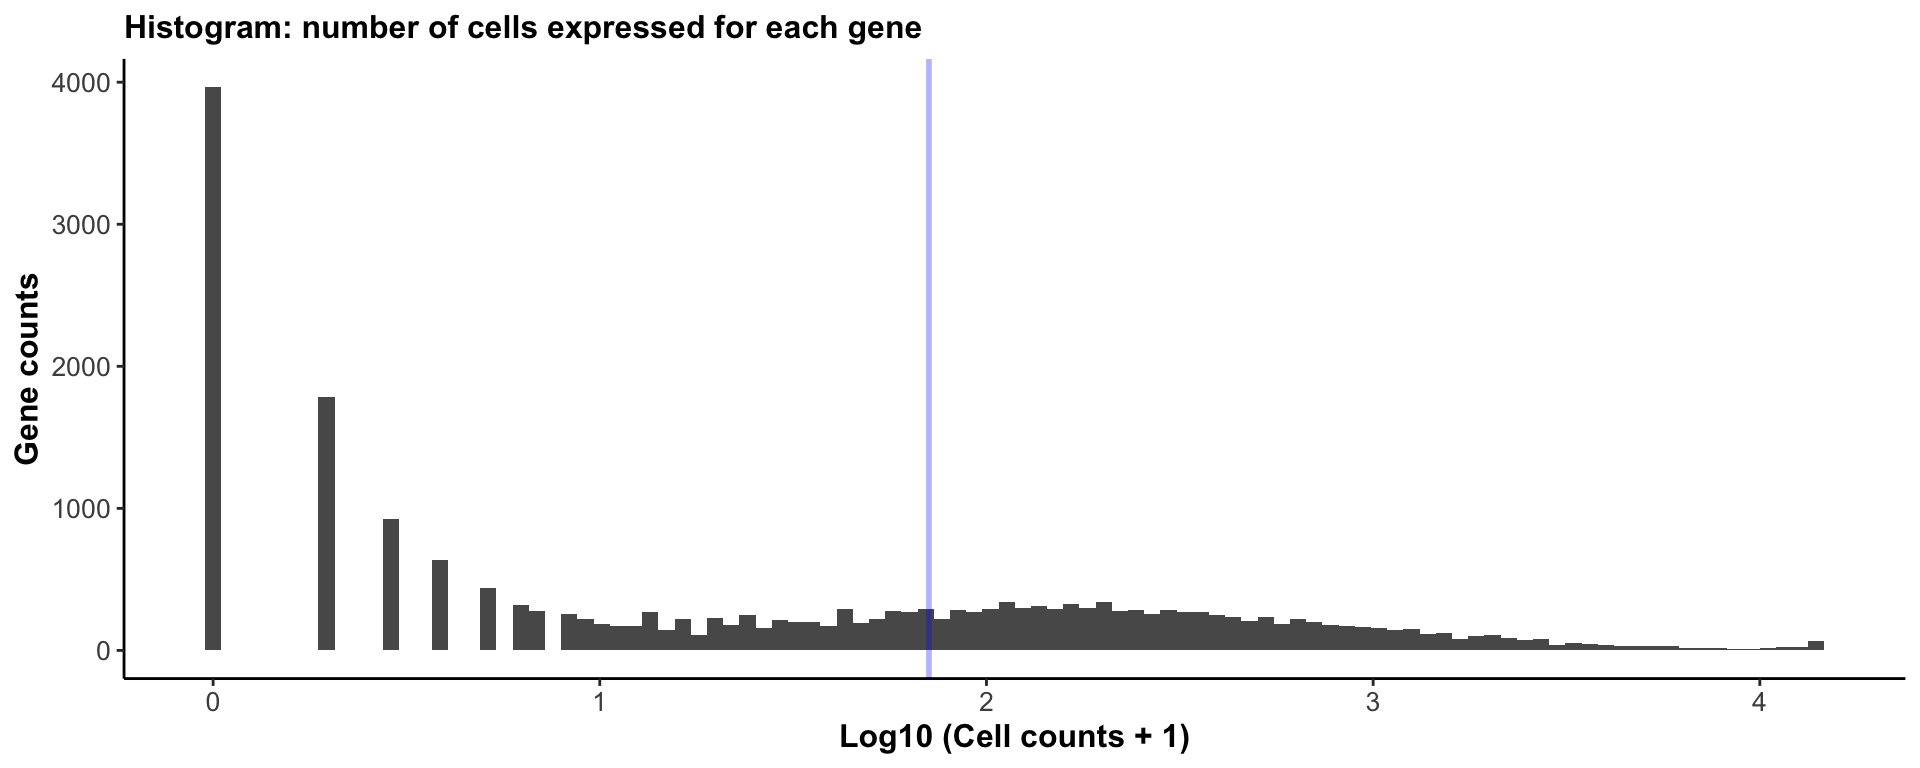 Histogram: number of cells expressed for each gene
Gene counts
4000
3000
2000
1000
0
0 1 2 3 4
Log10 (Cell counts + 1)